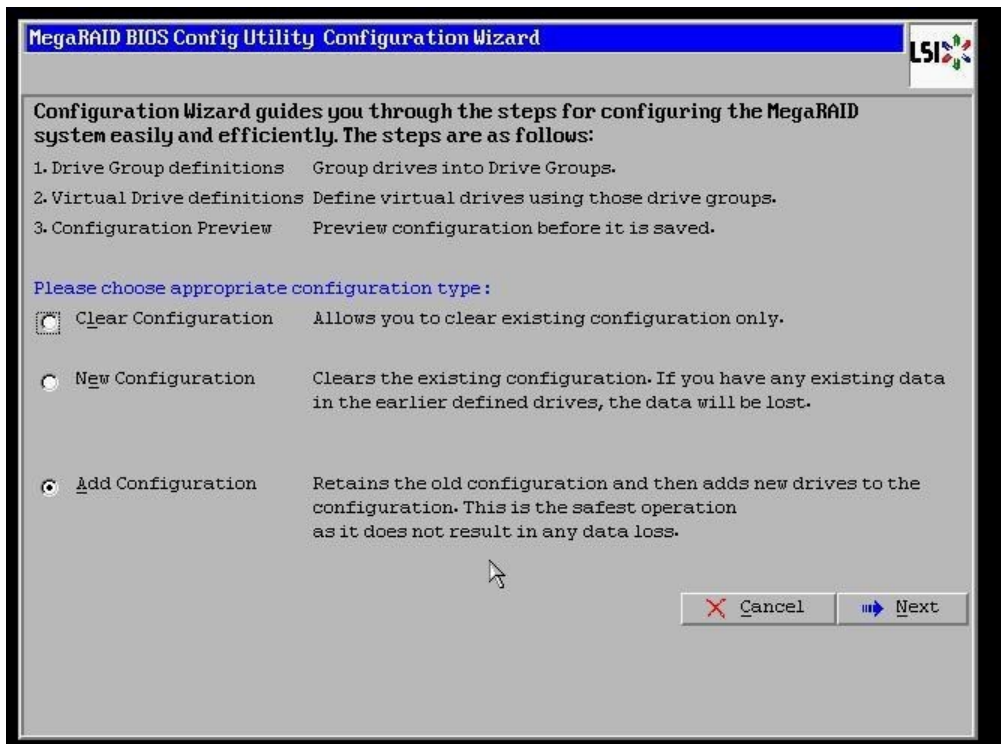 MegaRAID BIOS Config Utility Configuration Wizard
LSI
Configuration Wizard guides you through the steps for configuring the MegaRAID
system easily and efficiently. The steps are as follows:
1. Drive Group definitions Group drives into Drive Groups.
2. Virtual Drive definitions Define virtual drives using those drive groups.
3. Configuration Preview Preview configuration before it is saved.
Please choose appropriate configuration type:
Clear Configuration Allows you to clear existing configuration only.
New Configuration Clears the existing configuration. If you have any existing data
in the earlier defined drives, the data will be lost.
Add Configuration Retains the old configuration and then adds new drives to the
configuration. This is the safest operation
as it does not result in any data loss.
Cancel Next